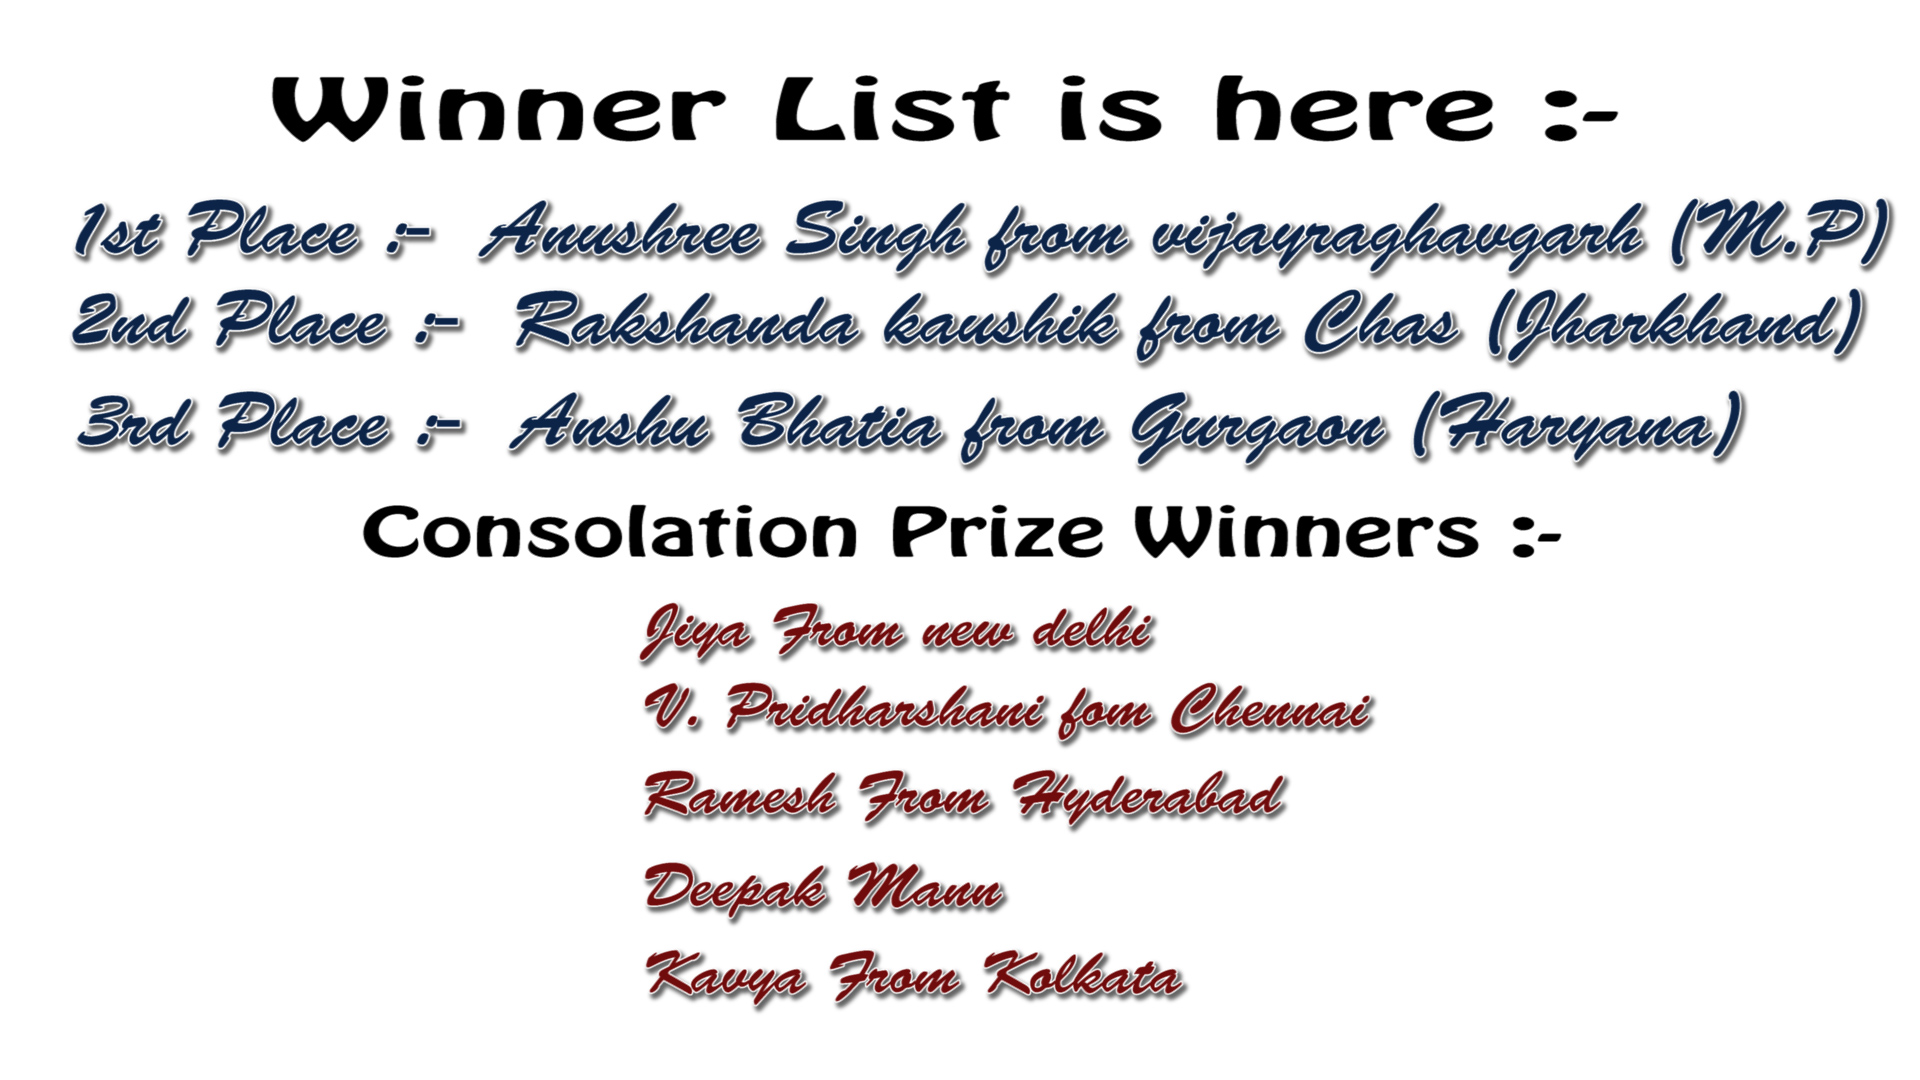 Winner List is here :-
1st Place :- Anushree Singh from vijayraghavgarh (M.P)
2nd Place :- Rakshanda kaushik from Chas (Jharkhand)
3rd Place :- Anshu Bhatia from Gurgaon (Haryana)
Consolation Prize Winners :-
Jiya From new delhi
V. Pridharshani fom Chennai
Ramesh From Hyderabad
Deepak Mann
Kavya From Kolkata